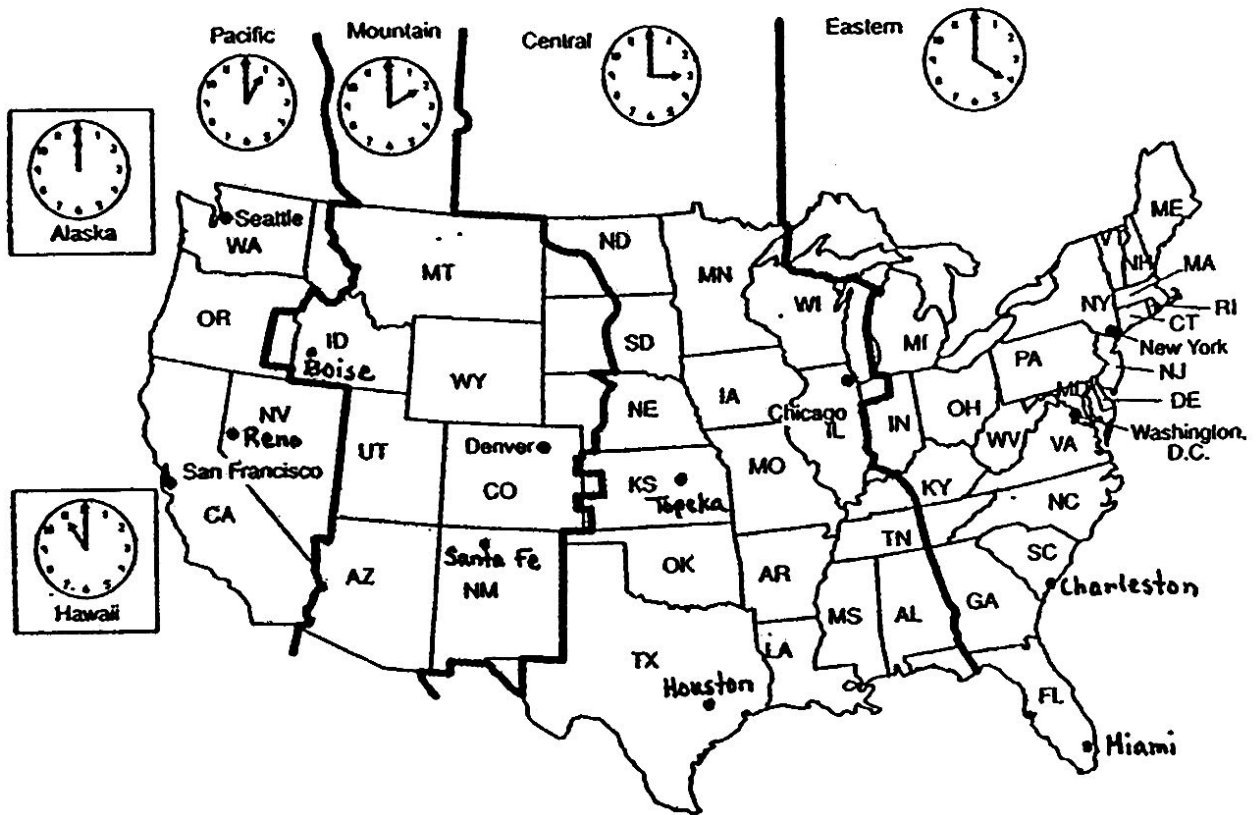 Pacific
Mountain
Central
Eastern
Alaska
Hawaii
Seattle
WA
OR
ID
Boise
MT
ND
MN
WI
MI
ME
VT
NH
MA
NY
RI
CT
New York
PA
NJ
MD
DE
Washington.
D.C.
NV
Reno
San Francisco
CA
UT
WY
SD
NE
IA
Chicago
IL
IN
OH
WV
VA
Denver
CO
KS
Topeka
MO
KY
NC
TN
SC
Charleston
AZ
Santa Fe
NM
OK
AR
MS
AL
GA
TX
Houston
LA
FL
Miami